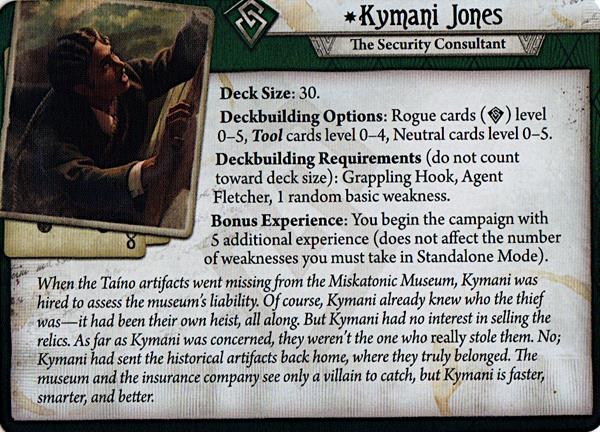 *Kymani Jones
The Security Consultant
Deck Size: 30.
Deckbuilding Options: Rogue cards () level
0–5, Tool cards level 0–4, Neutral cards level 0–5.
Deckbuilding Requirements (do not count
toward deck size): Grappling Hook, Agent
Fletcher, 1 random basic weakness.
Bonus Experience: You begin the campaign with
5 additional experience (does not affect the number
of weaknesses you must take in Standalone Mode).
When the Taíno artifacts went missing from the Miskatonic Museum, Kymani was
hired to assess the museum's liability. Of course, Kymani already knew who the thief
was—it had been their own heist, all along. But Kymani had no interest in selling the
relics. As far as Kymani was concerned, they weren't the one who really stole them. No;
Kymani had sent the historical artifacts back home, where they truly belonged. The
museum and the insurance company see only a villain to catch, but Kymani is faster,
smarter, and better.